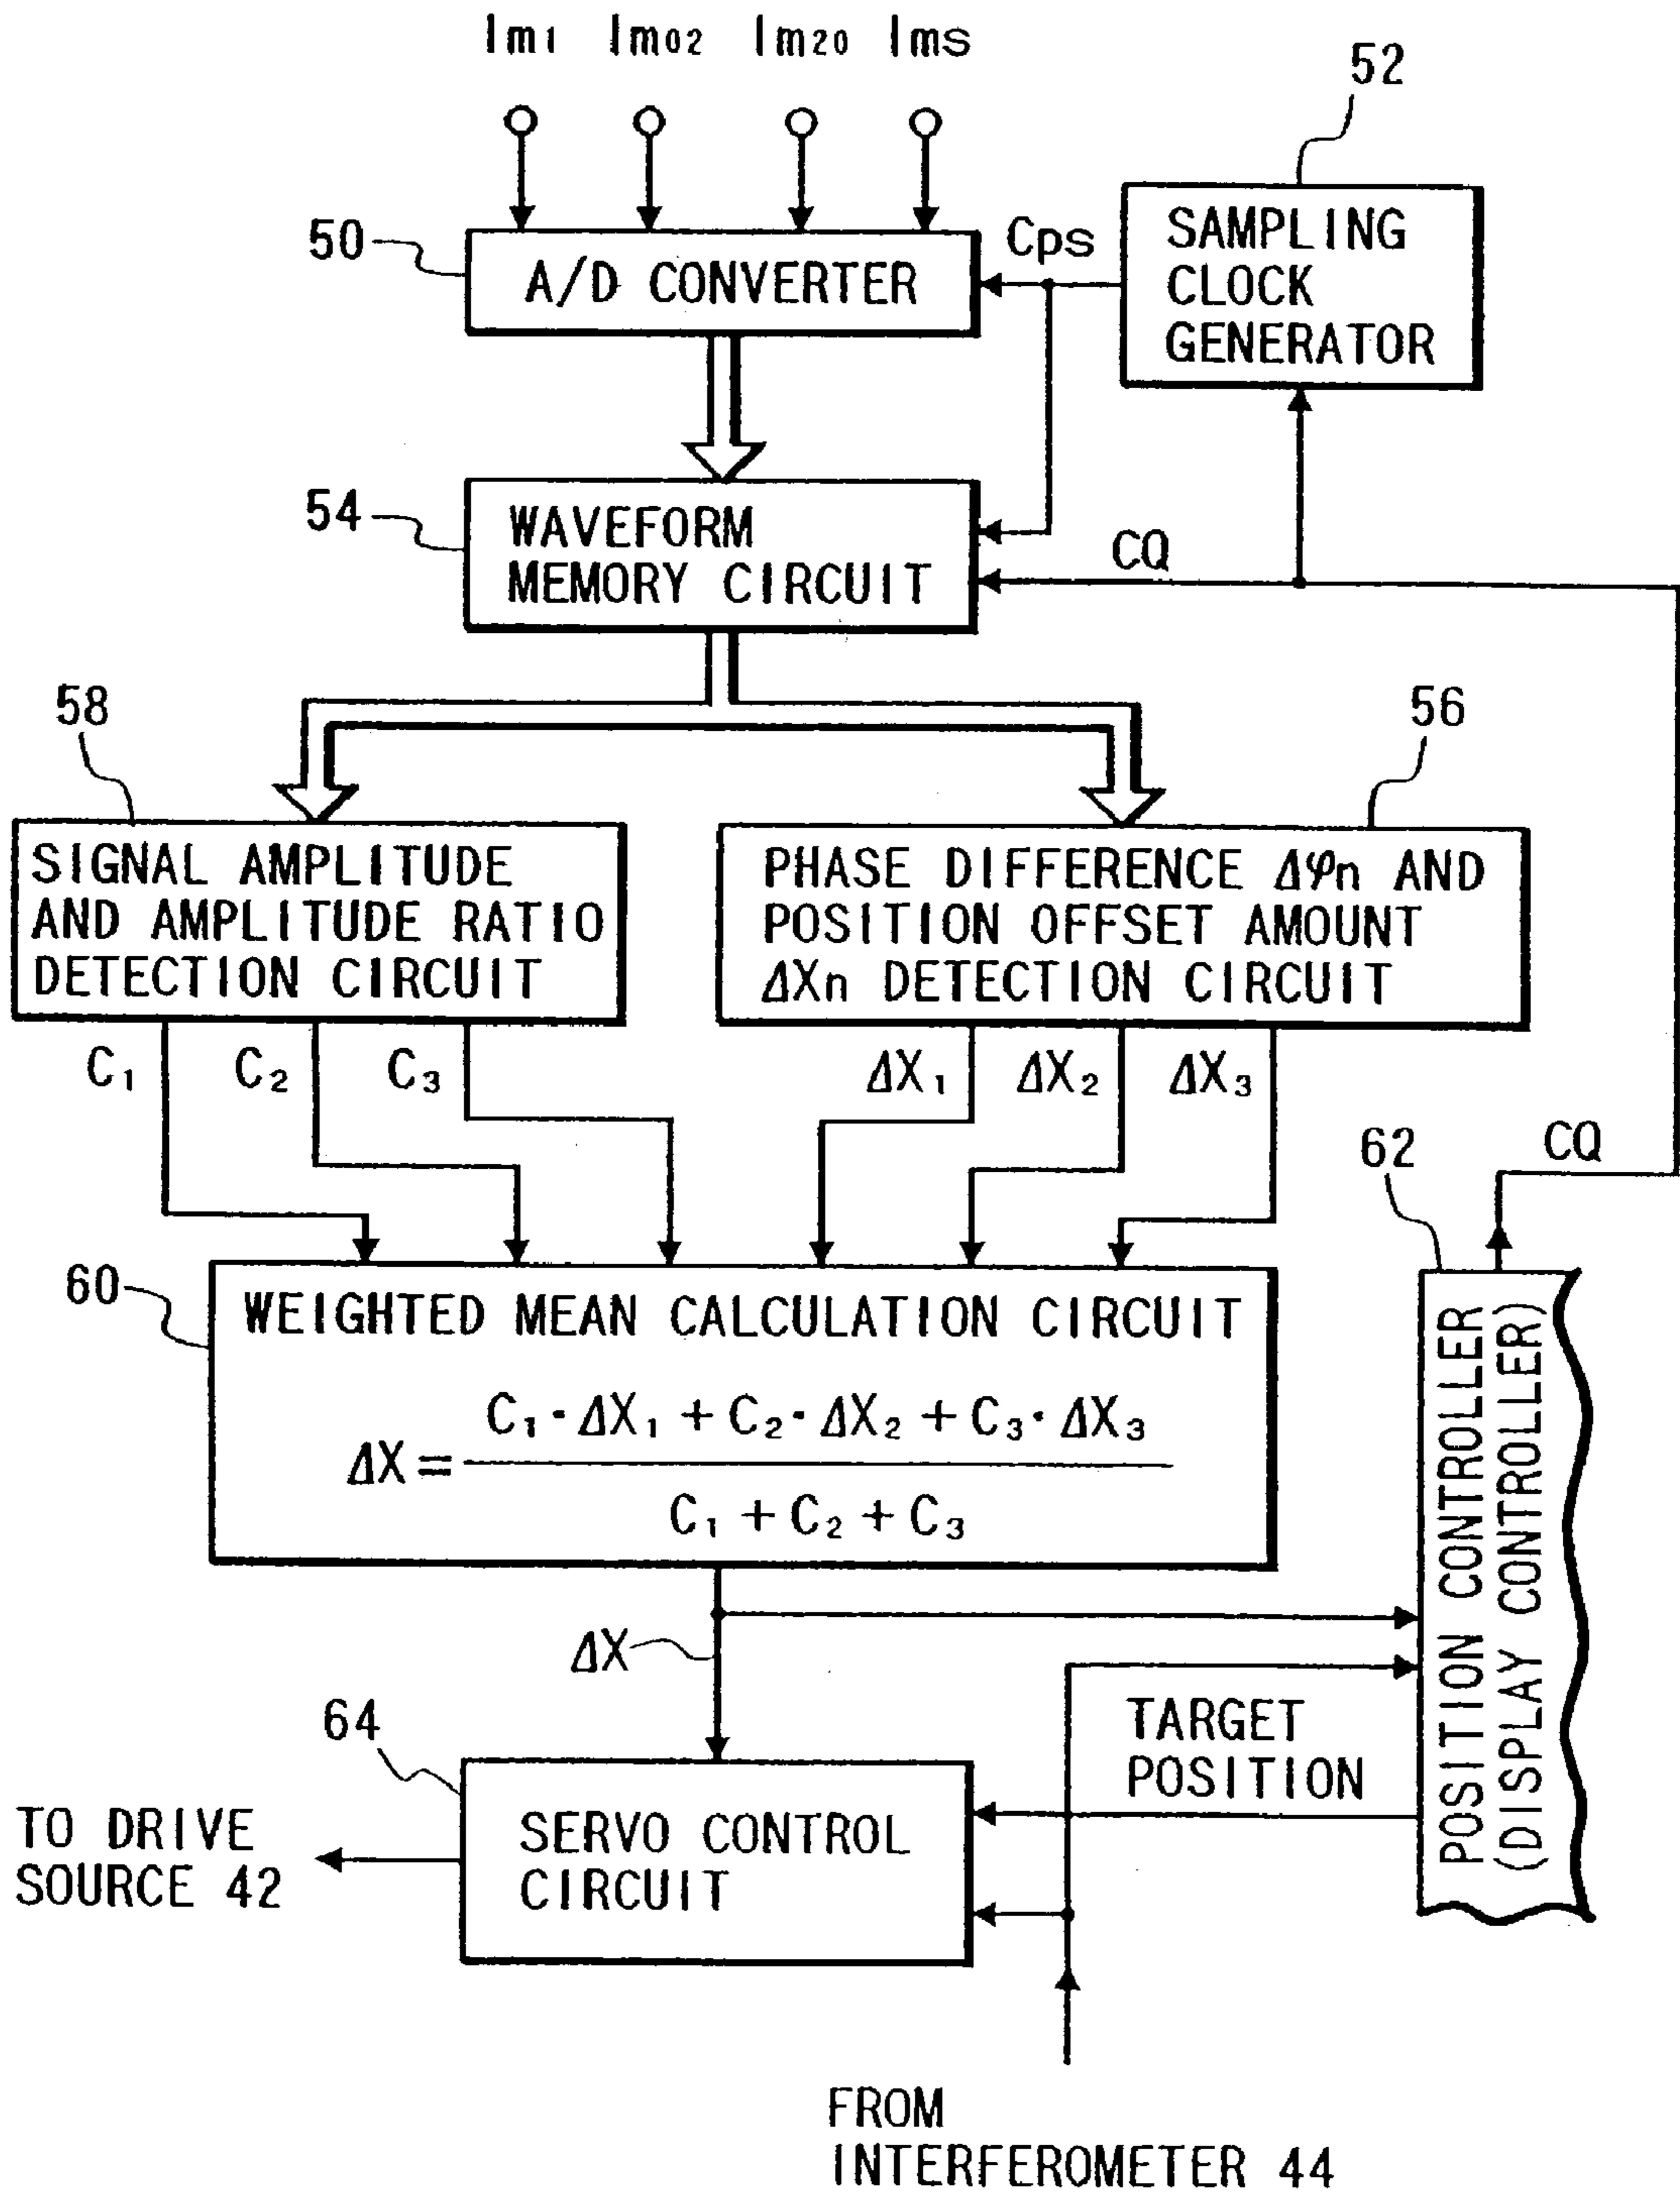 Im1 Im02 Im20 Ims
52
50
A/D CONVERTER
Cps
SAMPLING
CLOCK
GENERATOR
54
WAVEFORM
MEMORY CIRCUIT
CQ
58
56
SIGNAL AMPLITUDE
AND AMPLITUDE RATIO
DETECTION CIRCUIT
PHASE DIFFERENCE Δφn AND
POSITION OFFSET AMOUNT
ΔXn DETECTION CIRCUIT
C1 C2 C3
ΔX1 ΔX2 ΔX3
62
CQ
60
WEIGHTED MEAN CALCULATION CIRCUIT
ΔX = C1・ΔX1 + C2・ΔX2 + C3・ΔX3
C1 + C2 + C3
POSITION CONTROLLER
(DISPLAY CONTROLLER)
ΔX
64
TARGET
POSITION
SERVO CONTROL
CIRCUIT
TO DRIVE
SOURCE 42
FROM
INTERFEROMETER 44